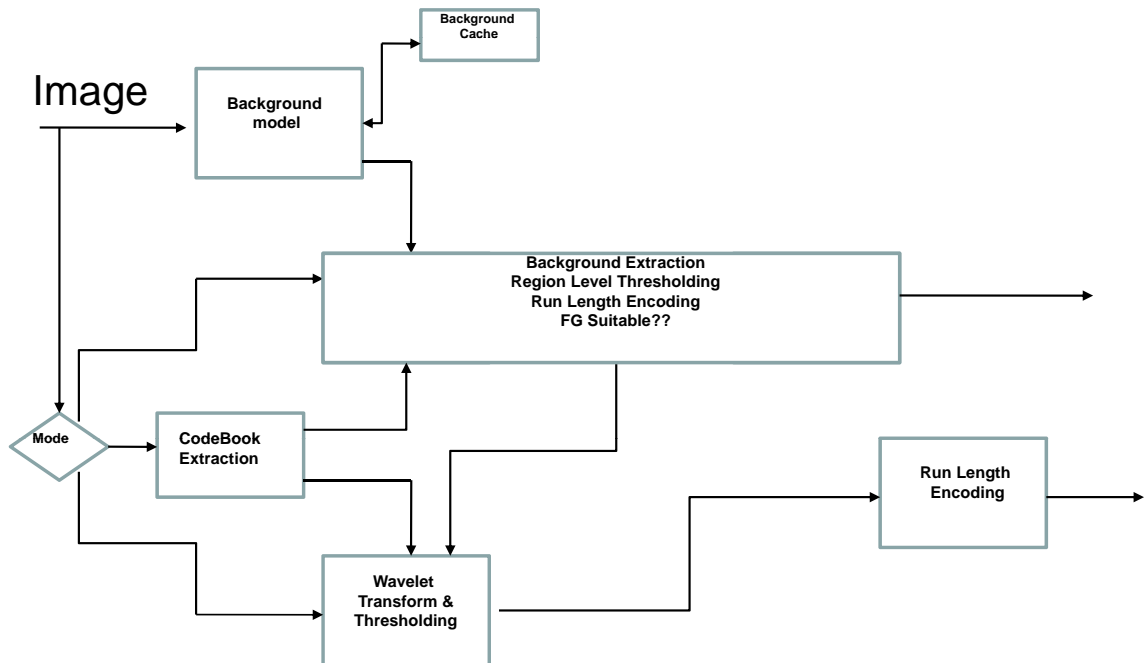 Background
Cache
Image
Background
model
Background Extraction
Region Level Thresholding
Run Length Encoding
FG Suitable??
Mode
CodeBook
Extraction
Run Length
Encoding
Wavelet
Transform &
Thresholding